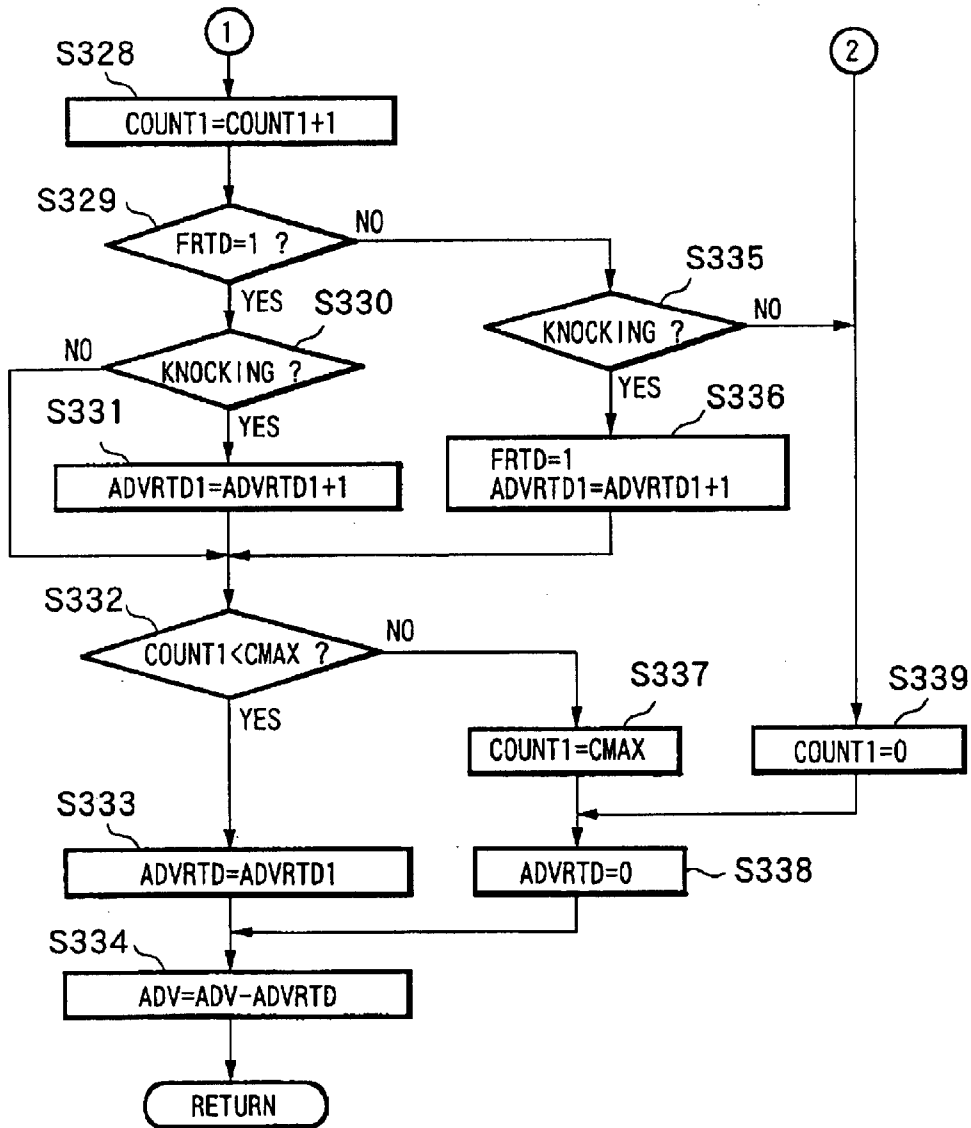 1
2
S328
COUNT1=COUNT1+1
S329
FRTD=1 ?
NO
YES
S335
KNOCKING ?
NO
YES
S330
KNOCKING ?
NO
YES
S331
ADVRTD1=ADVRTD1+1
S336
FRTD=1
ADVRTD1=ADVRTD1+1
S332
COUNT1<CMAX ?
NO
YES
S337
COUNT1=CMAX
S339
COUNT1=0
S333
ADVRTD=ADVRTD1
ADVRTD=0
S338
S334
ADV=ADV-ADVRTD
RETURN